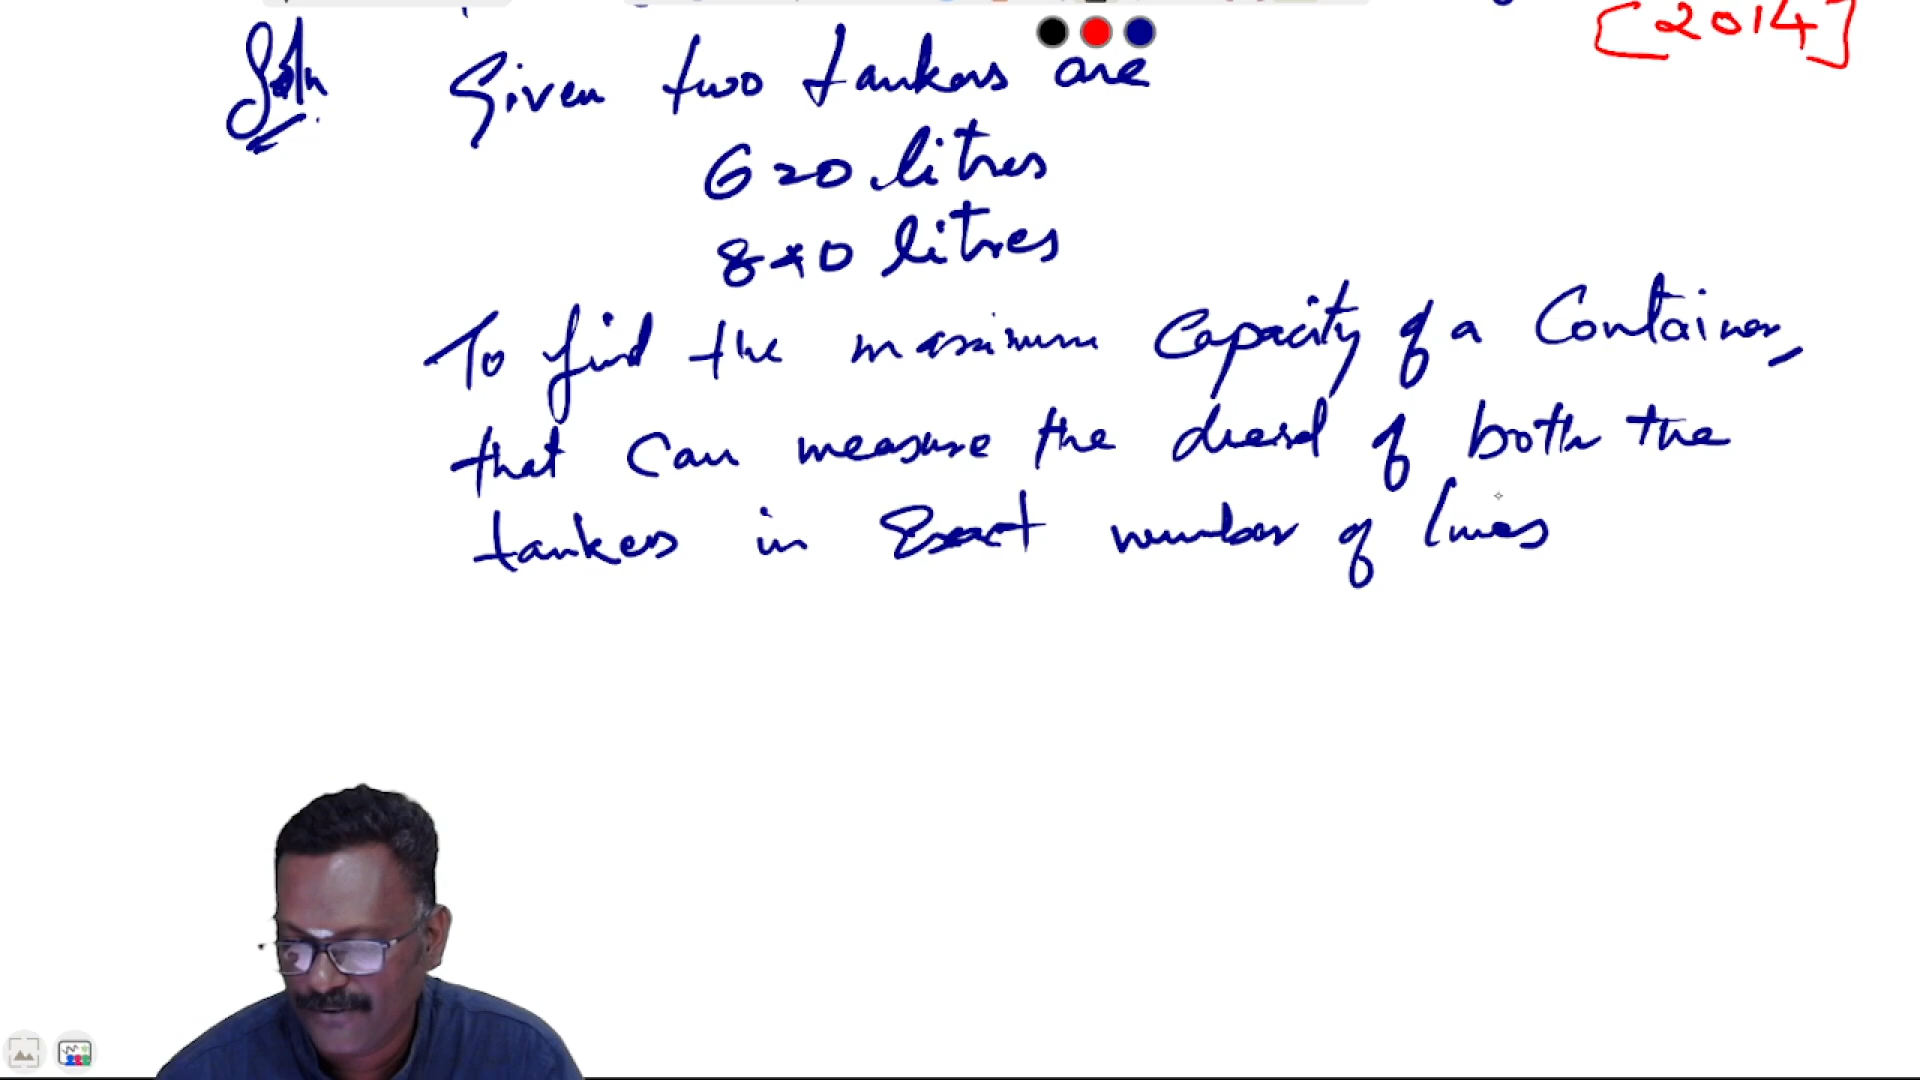 [2014]
Soln. Given two tankers are
620 litres
840 litres
To find the maximum capacity of a Container,
that can measure the diesel of both the
tankers in Exact number of times